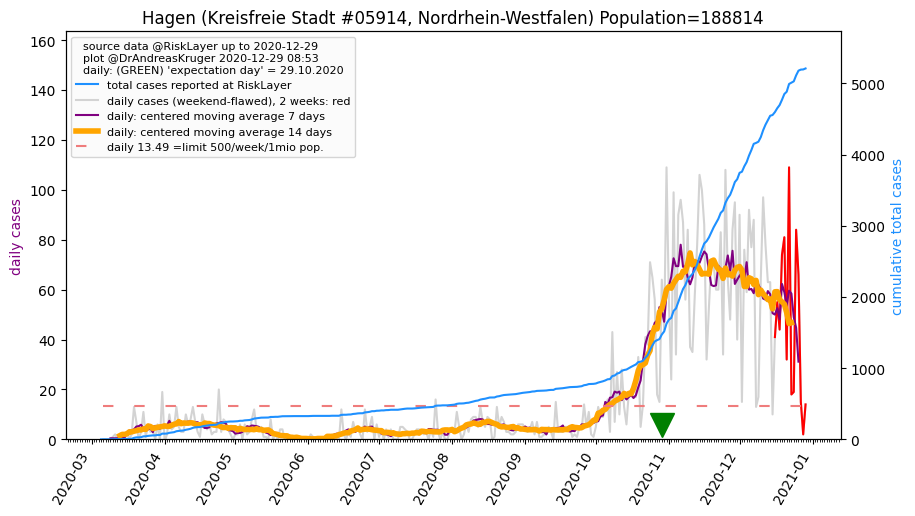 Hagen (Kreisfreie Stadt #05914, Nordrhein-Westfalen) Population=188814
source data @RiskLayer up to 2020-12-29
plot @DrAndreasKruger 2020-12-29 08:53
daily: (GREEN) 'expectation day' = 29.10.2020
total cases reported at RiskLayer
daily cases (weekend-flawed), 2 weeks: red
daily: centered moving average 7 days
daily: centered moving average 14 days
daily 13.49 =limit 500/week/1mio pop.
daily cases
160
140
120
100
80
60
40
20
0
cumulative total cases
5000
4000
3000
2000
1000
0
2020-03
2020-04
2020-05
2020-06
2020-07
2020-08
2020-09
2020-10
2020-11
2020-12
2021-01